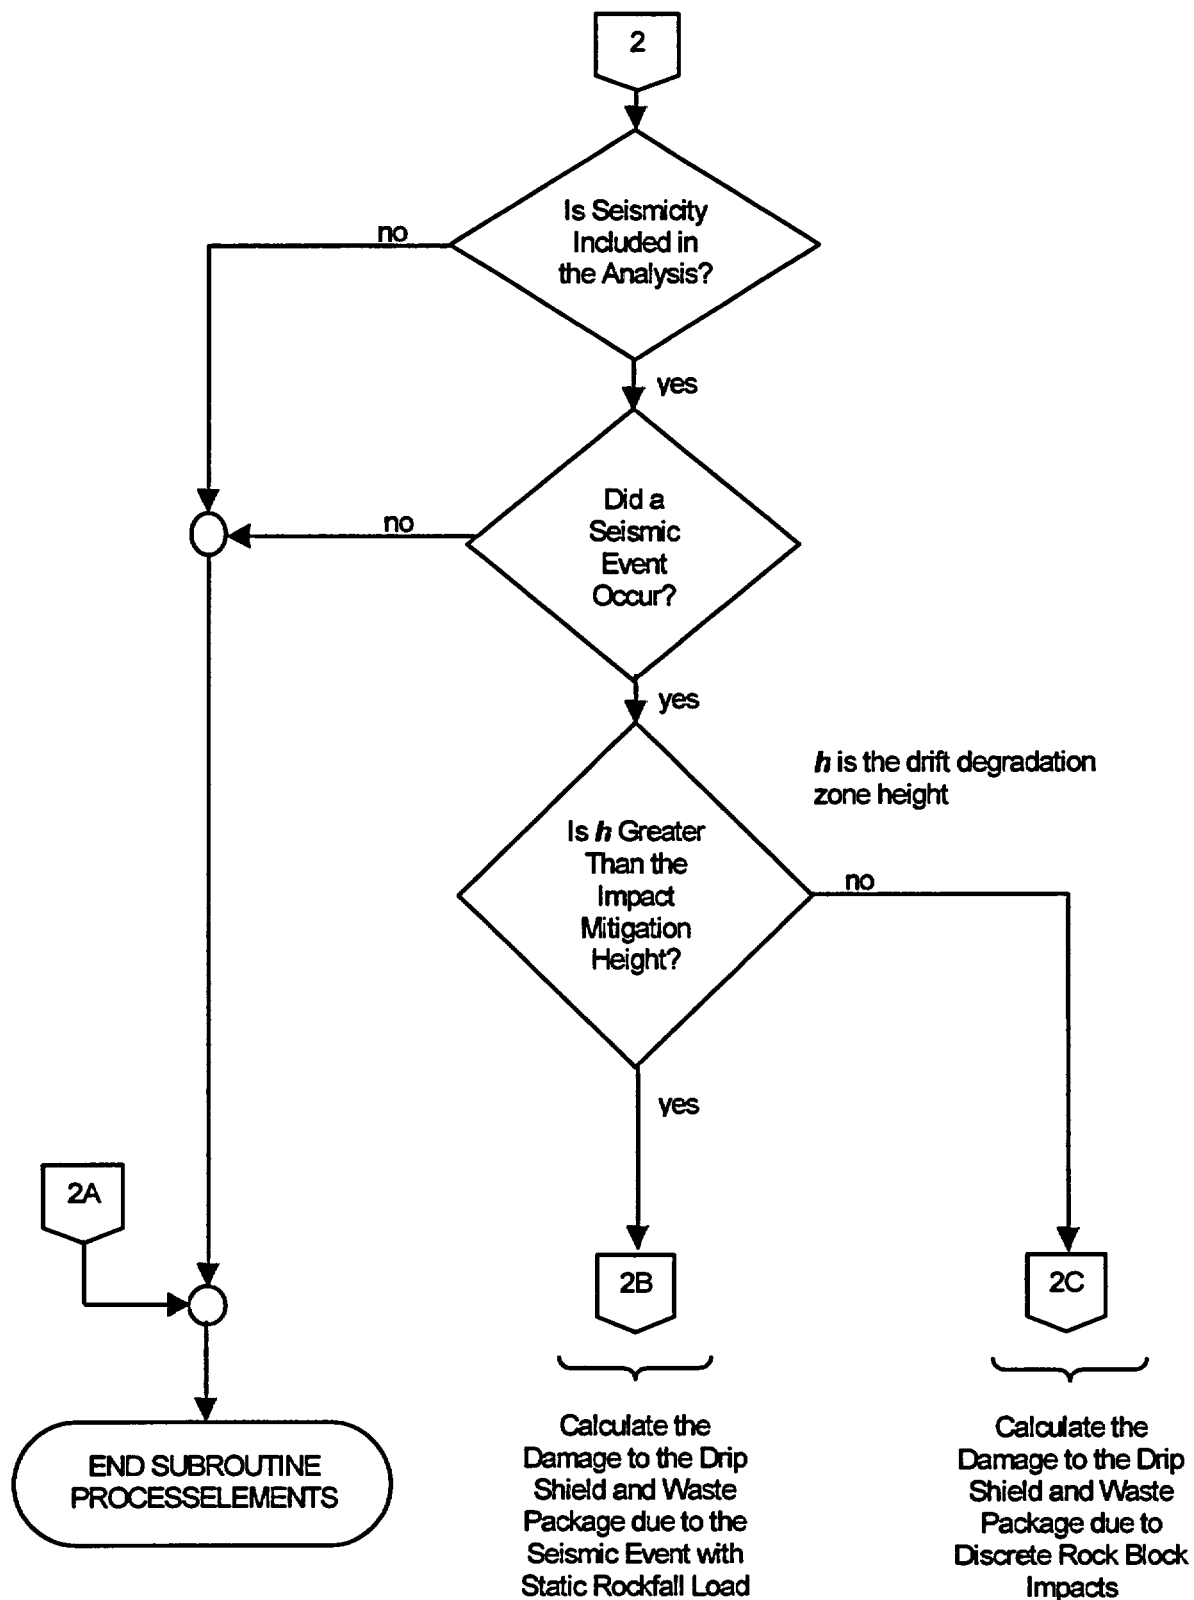 2
Is Seismicity
Included in
the Analysis?
no
yes
Did a
Seismic
Event
Occur?
no
yes
h is the drift degradation
zone height
Is h Greater
Than the
Impact
Mitigation
Height?
no
yes
2A
2B
2C
END SUBROUTINE
PROCESSELEMENTS
Calculate the
Damage to the Drip
Shield and Waste
Package due to the
Seismic Event with
Static Rockfall Load
Calculate the
Damage to the Drip
Shield and Waste
Package due to
Discrete Rock Block
Impacts